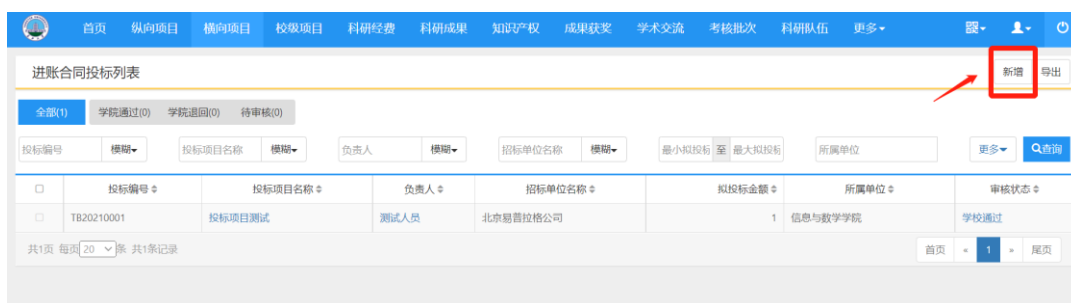 首页 纵向项目 横向项目 校级项目 科研经费 科研成果 知识产权 成果获奖 学术交流 考核批次 科研队伍 更多
进账合同投标列表 新增 导出
全部(1) 学院通过(0) 学院退回(0) 待审核(0)
投标编号 模糊 投标项目名称 模糊 负责人 模糊 招标单位名称 模糊 最小拟投标 至 最大拟投标 所属单位 更多 查询
投标编号 投标项目名称 负责人 招标单位名称 拟投标金额 所属单位 审核状态
TB20210001 投标项目测试 测试人员 北京易普拉格公司 1 信息与数学学院 学校通过
共1页 每页 20 条 共1条记录 首页 « 1 » 尾页